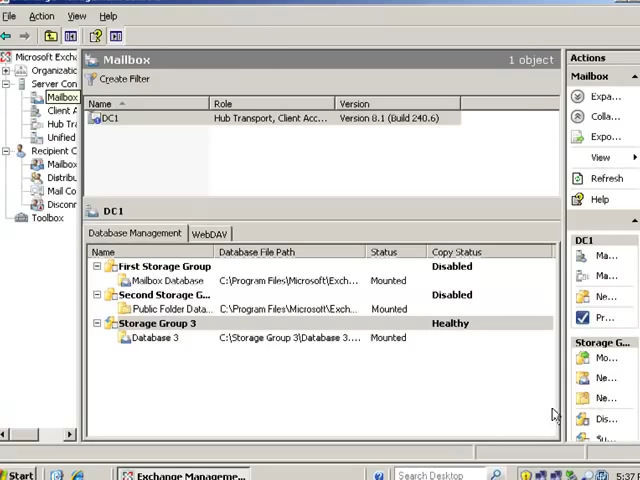 File Action View Help
Microsoft Excha
Organizatio
Server Con
Mailbox
Client A
Hub Tra
Unified
Recipient C
Mailbox
Distribu
Mail Co
Disconn
Toolbox
Mailbox 1 object
Create Filter
Name Role Version
DC1 Hub Transport, Client Acc... Version 8.1 (Build 240.6)
DC1
Database Management WebDAV
Name Database File Path Status Copy Status
First Storage Group Disabled
Mailbox Database C:\Program Files\Microsoft\Exch... Mounted
Second Storage G... Disabled
Public Folder Data... C:\Program Files\Microsoft\Exch... Mounted
Storage Group 3 Healthy
Database 3 C:\Storage Group 3\Database 3.... Mounted
Actions
Mailbox
Expa...
Colla...
Expo...
View
Refresh
Help
DC1
Ma...
Ma...
Ne...
Pr...
Storage G...
Mo...
Ne...
Ne...
Dis...
Su...
Start Exchange Manageme... Search Desktop 5:37 P